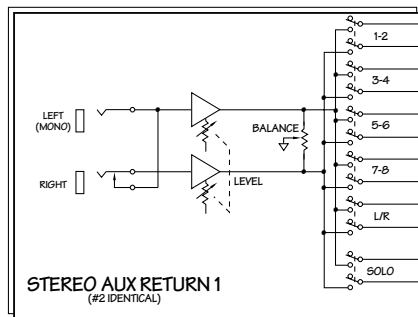 1-2
3-4
LEFT
(MONO)
BALANCE
5-6
7-8
RIGHT
LEVEL
L/R
STEREO AUX RETURN 1
(#2 IDENTICAL)
SOLO